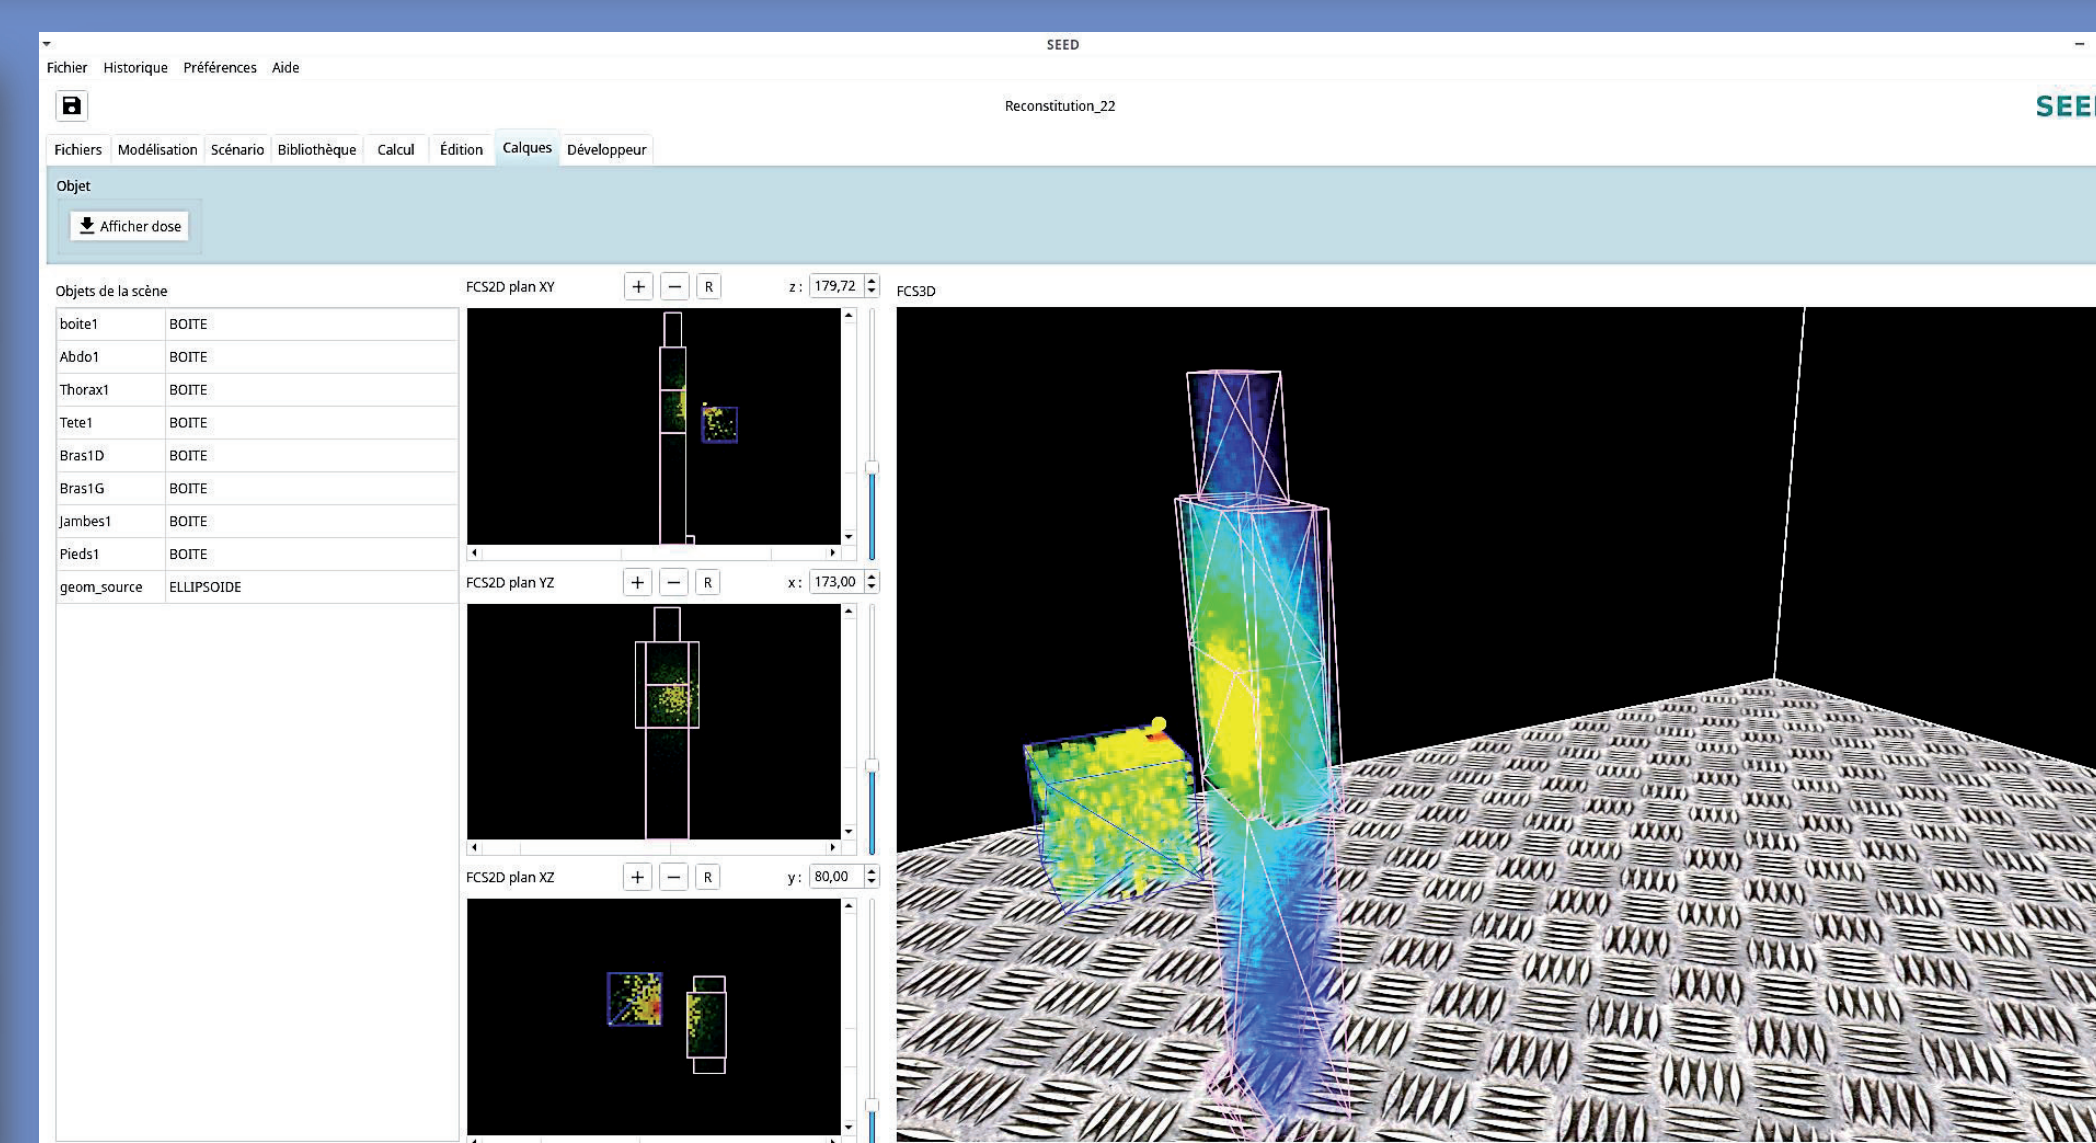 SEED
Fichier Historique Préférences Aide
Reconstitution_22
Fichiers Modélisation Scénario Bibliothèque Calcul Édition Calques Développeur
Objet
Afficher dose
Objets de la scène
boite1 BOITE
Abdo1 BOITE
Thorax1 BOITE
Tete1 BOITE
Bras1D BOITE
Bras1G BOITE
Jambes1 BOITE
Pieds1 BOITE
geom_source ELLIPSOIDE
FCS2D plan XY + − R z : 179,72
FCS2D plan YZ + − R x : 173,00
FCS2D plan XZ + − R y : 80,00
FCS3D